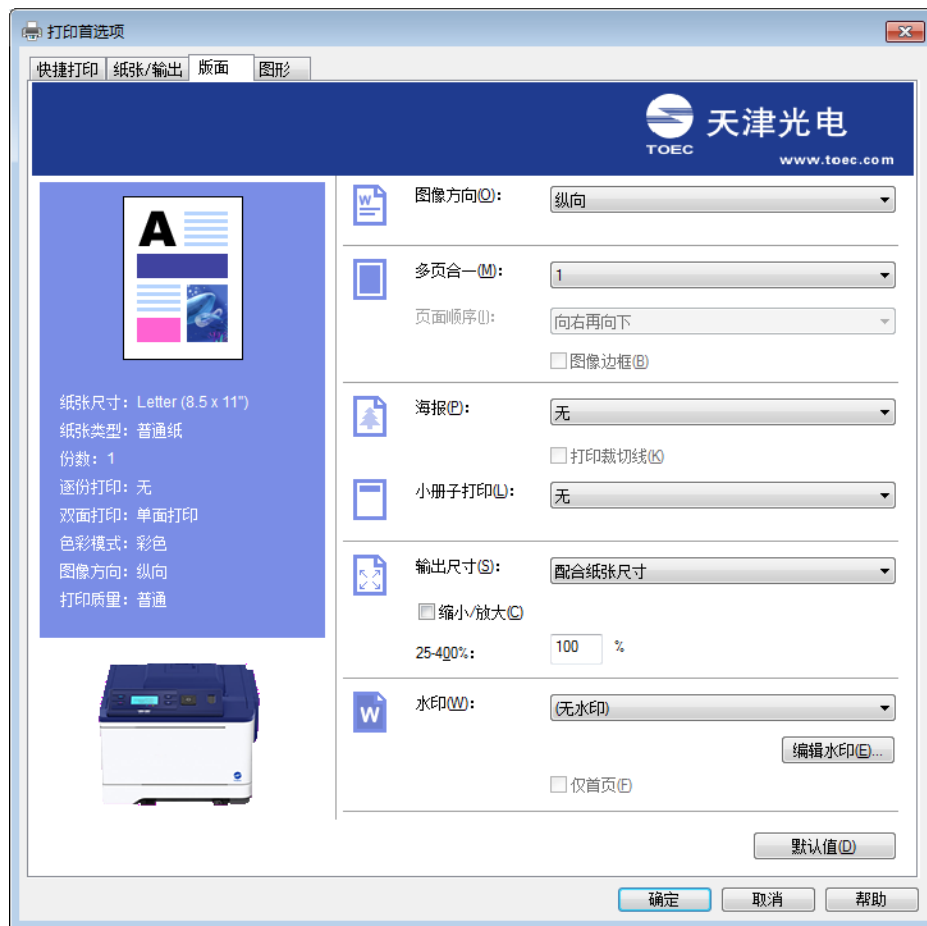 打印首选项
快捷打印 纸张/输出 版面 图形
TOEC 天津光电
www.toec.com
A
纸张尺寸: Letter (8.5 x 11")
纸张类型: 普通纸
份数: 1
逐份打印: 无
双面打印: 单面打印
色彩模式: 彩色
图像方向: 纵向
打印质量: 普通
图像方向(O): 纵向
多页合一(M): 1
页面顺序(I): 向右再向下
图像边框(B)
海报(P): 无
打印裁切线(K)
小册子打印(L): 无
输出尺寸(S): 配合纸张尺寸
缩小/放大(C)
25-400%: 100 %
水印(W): (无水印)
编辑水印(E)...
仅首页(F)
默认值(D)
确定 取消 帮助